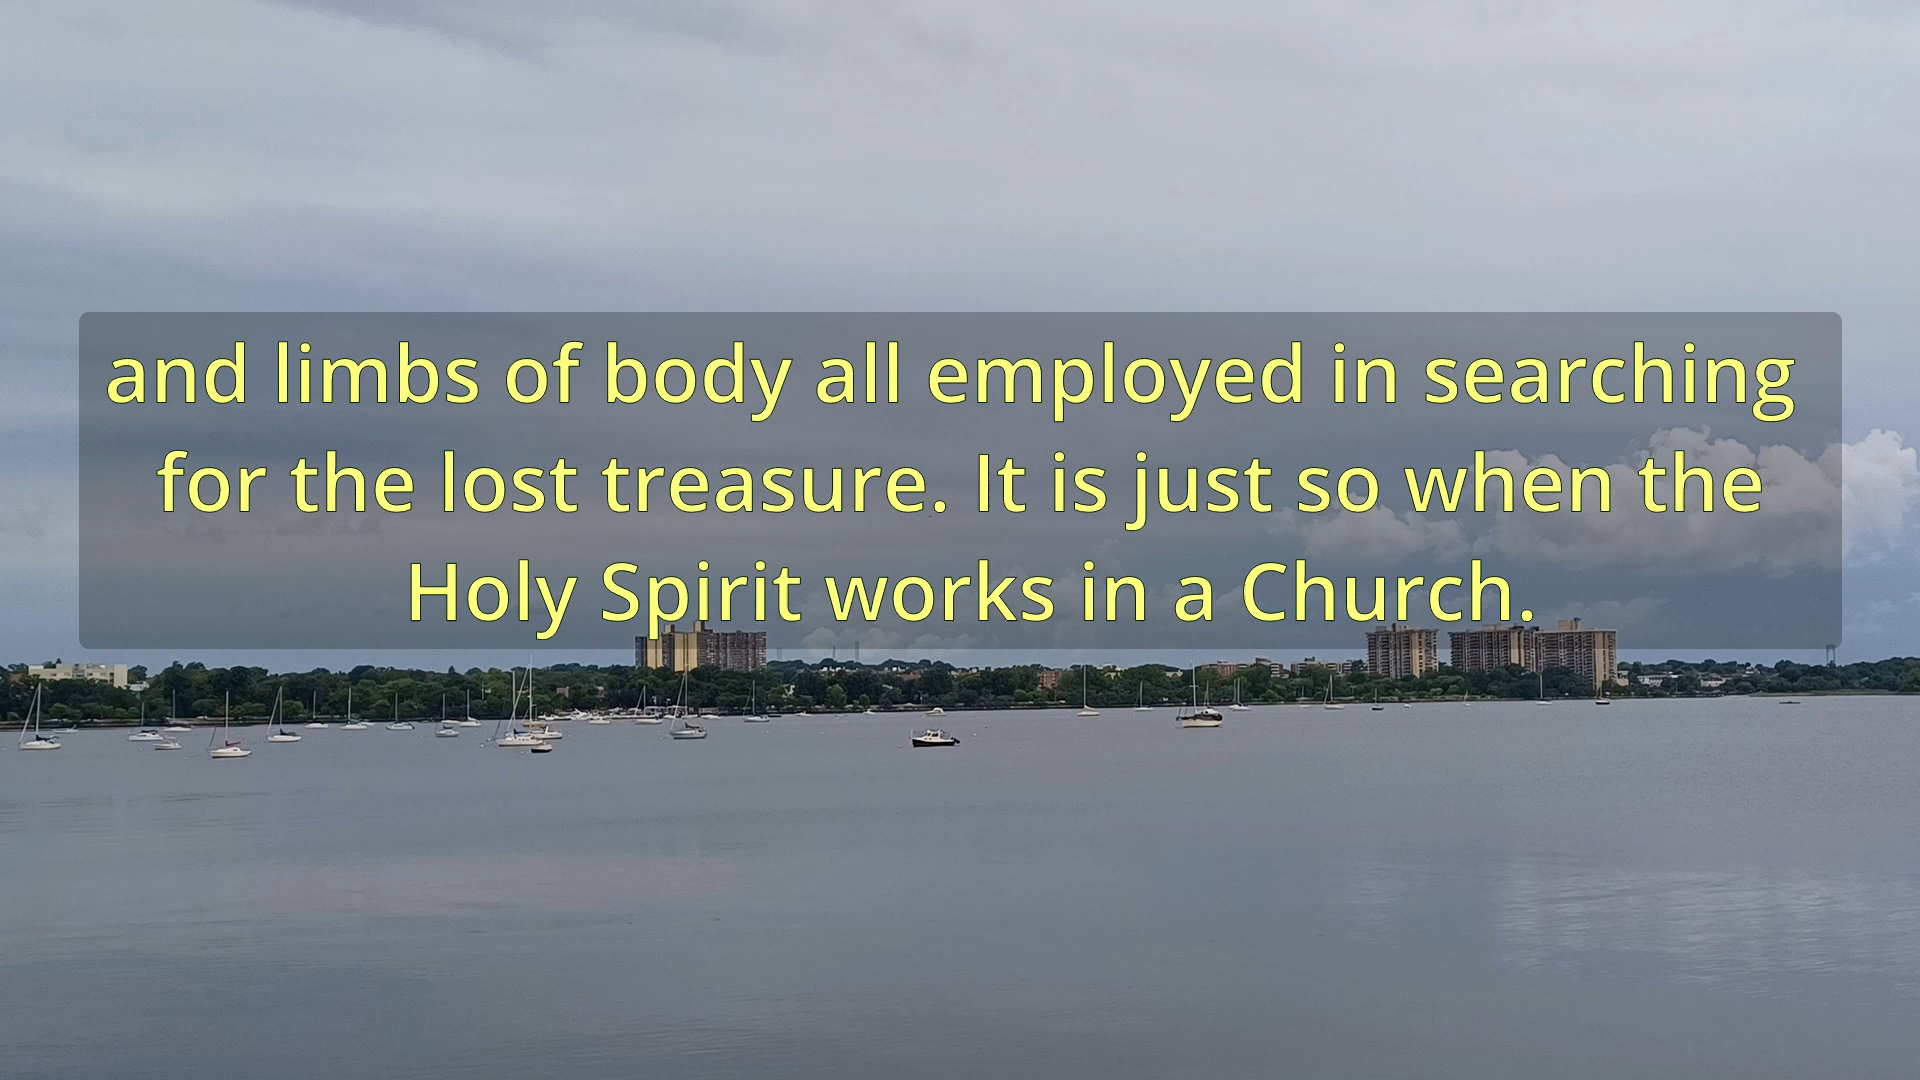 and limbs of body all employed in searching
for the lost treasure. It is just so when the
Holy Spirit works in a Church.